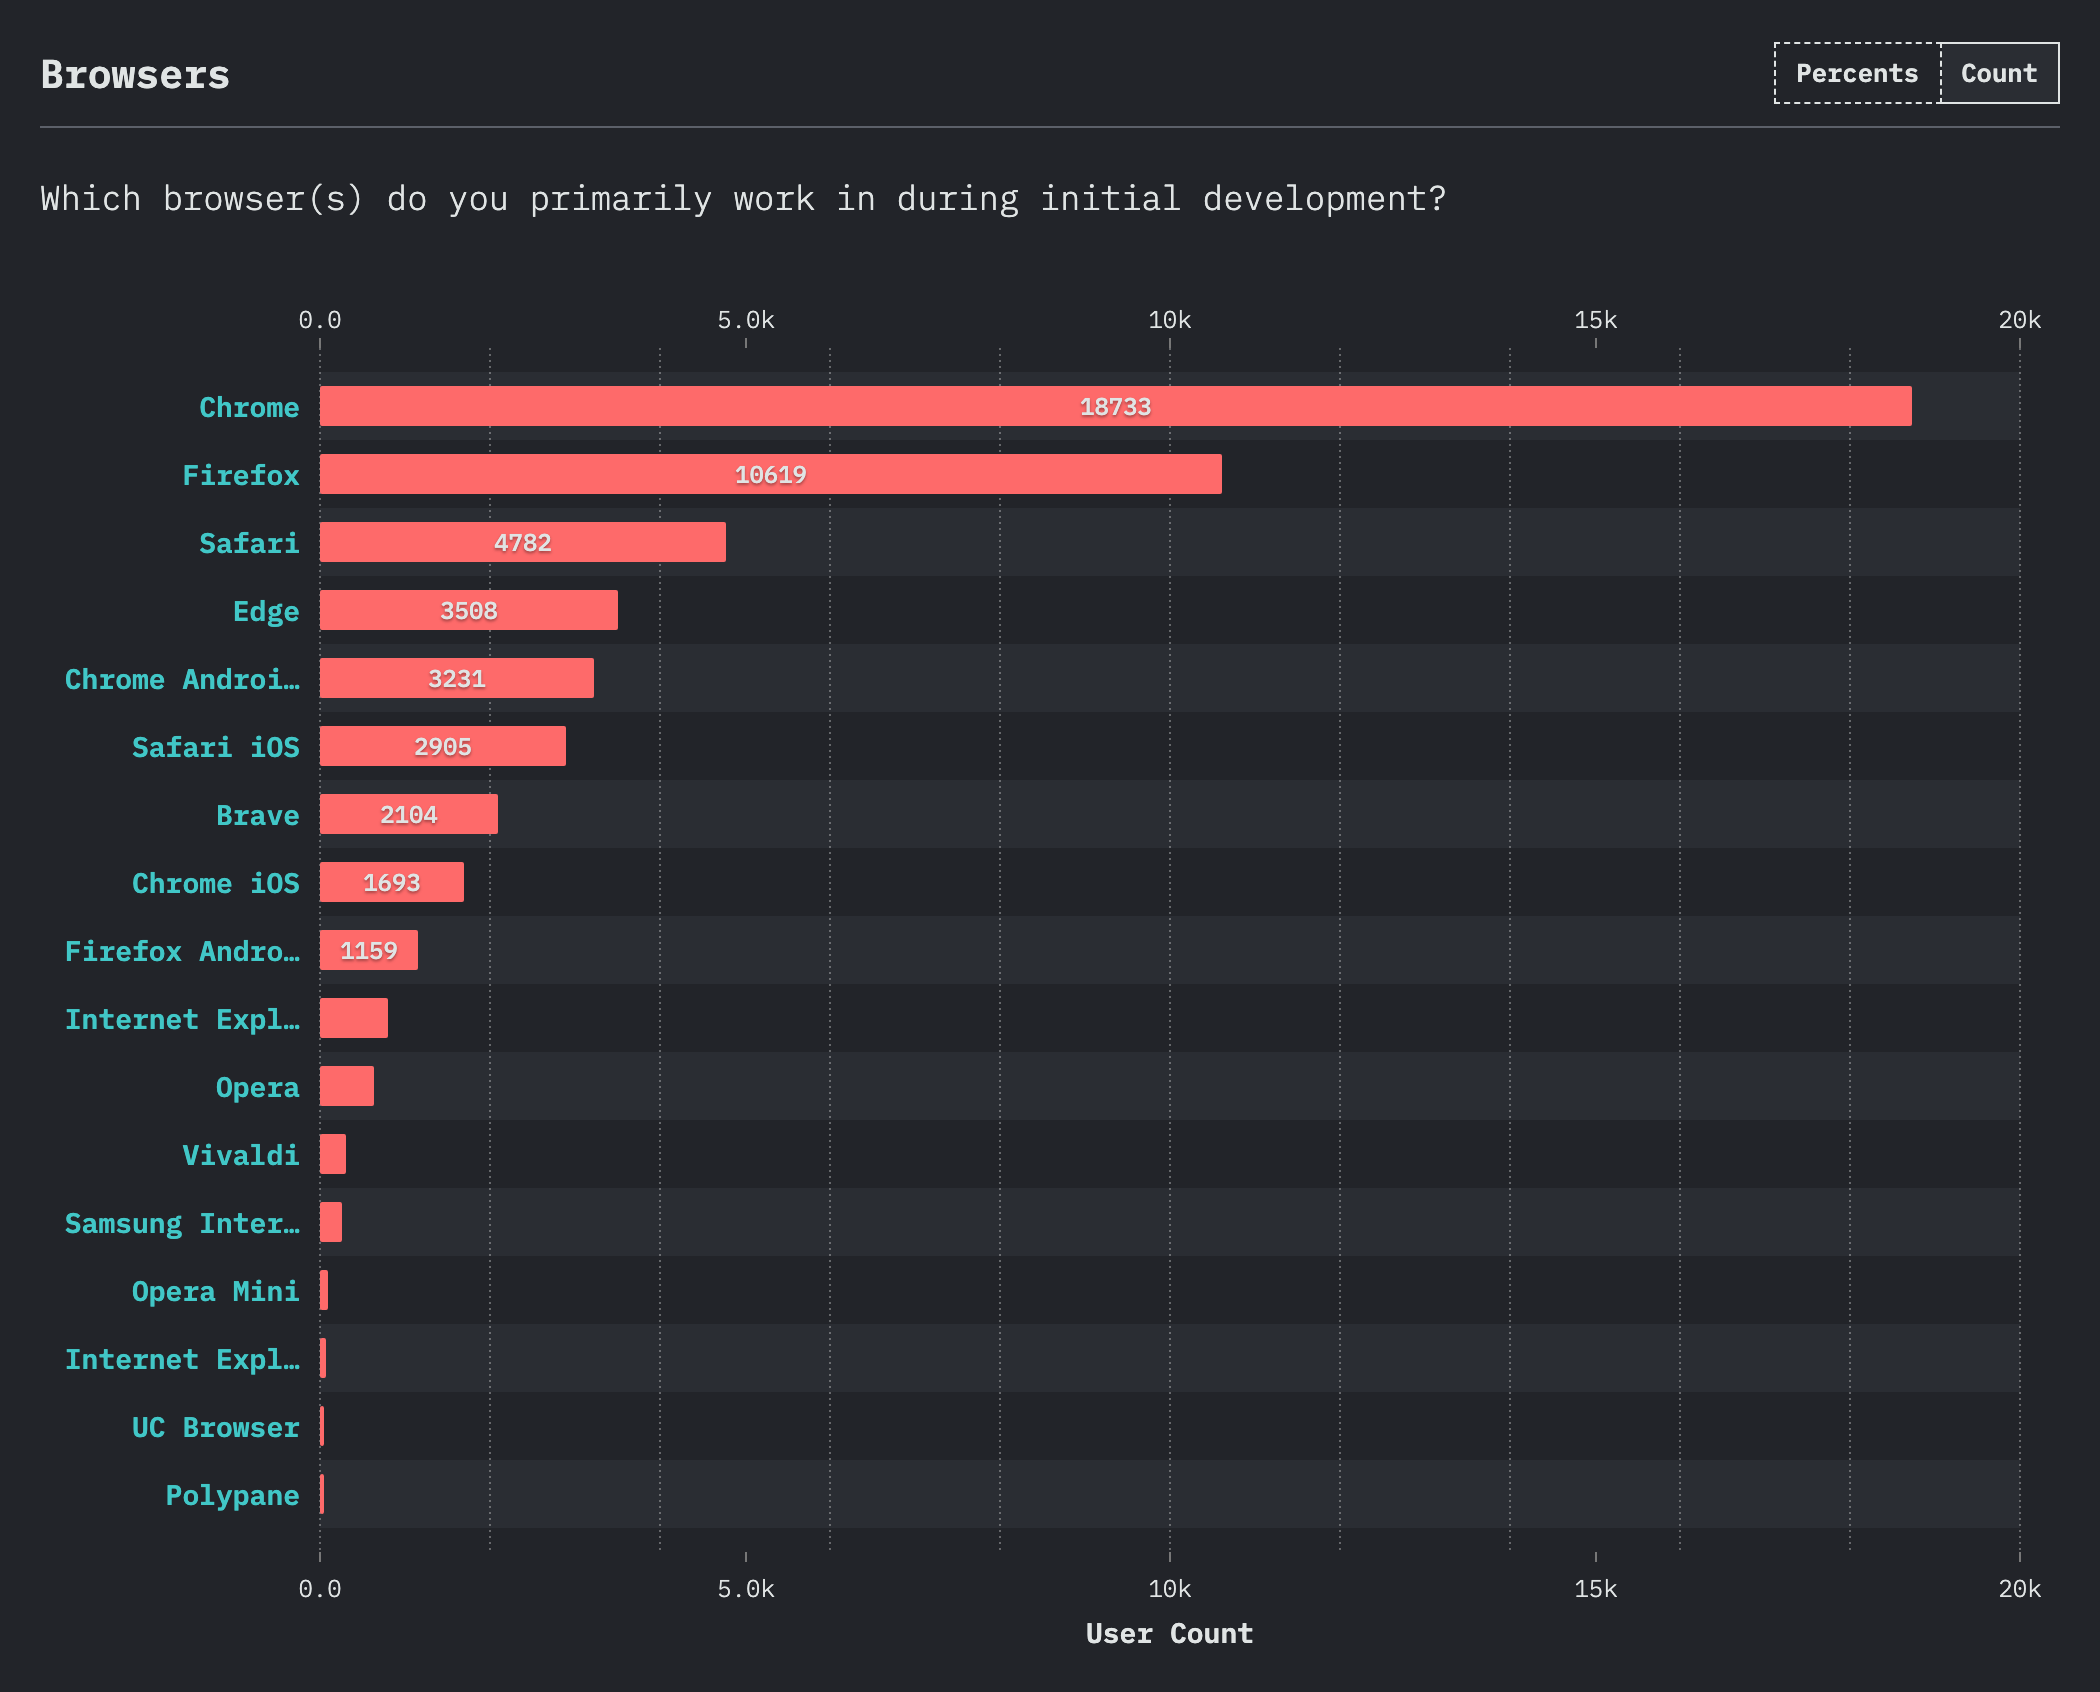 Browsers
Percents Count
Which browser(s) do you primarily work in during initial development?
0.0 5.0k 10k 15k 20k
Chrome 18733
Firefox 10619
Safari 4782
Edge 3508
Chrome Androi… 3231
Safari iOS 2905
Brave 2104
Chrome iOS 1693
Firefox Andro… 1159
Internet Expl…
Opera
Vivaldi
Samsung Inter…
Opera Mini
Internet Expl…
UC Browser
Polypane
0.0 5.0k 10k 15k 20k
User Count